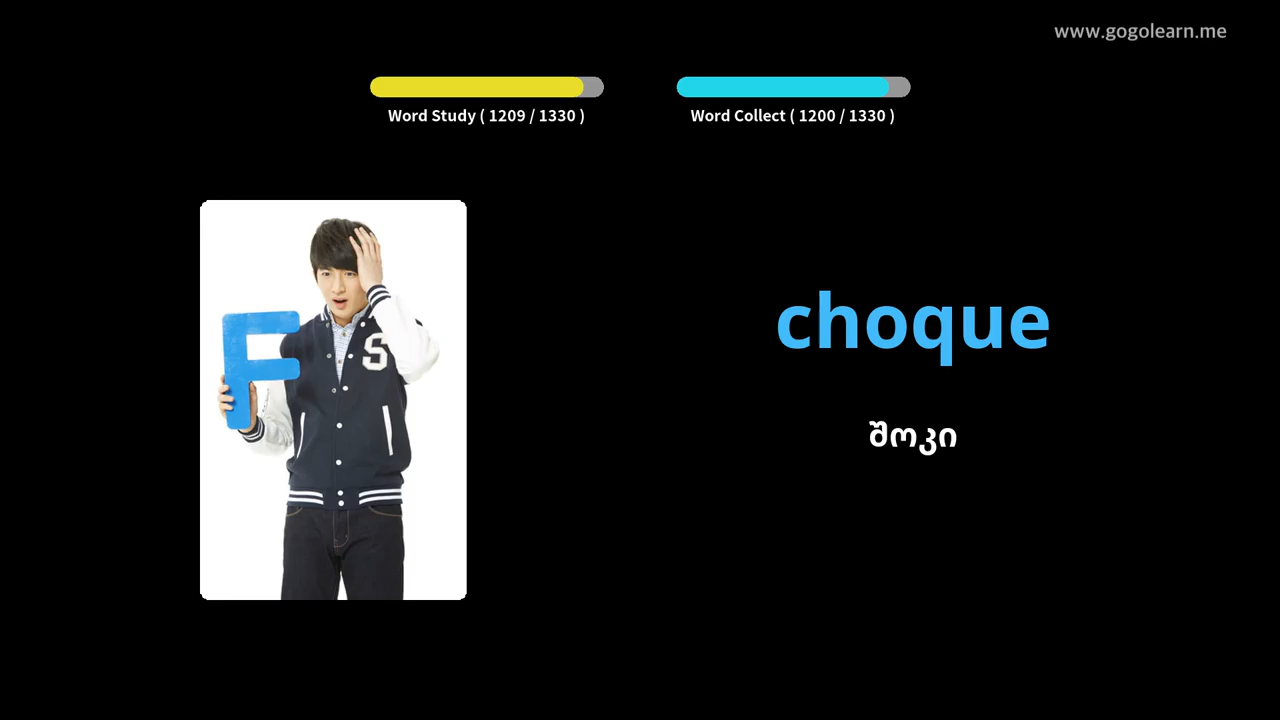 www.gogolearn.me
Word Study ( 1209 / 1330 )
Word Collect ( 1200 / 1330 )
F
S
choque
შოკი